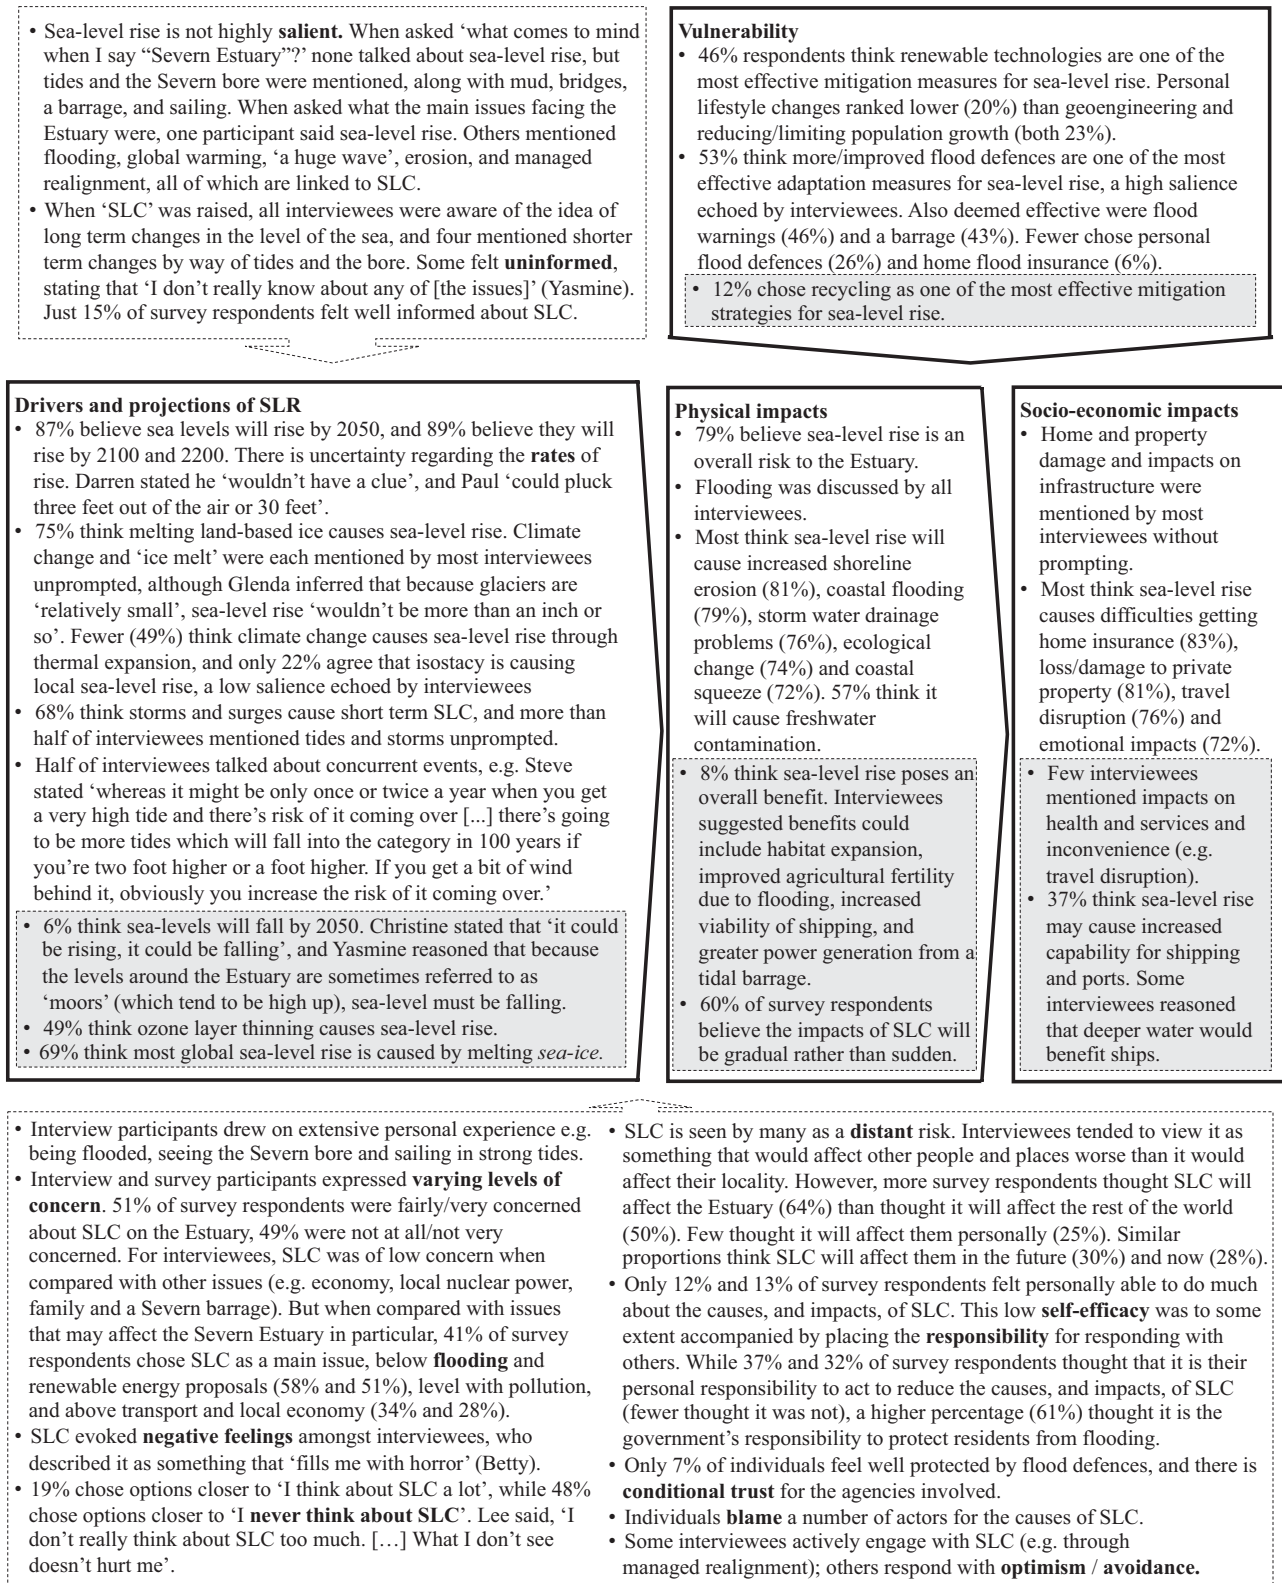 • Sea-level rise is not highly salient. When asked ‘what comes to mind
when I say “Severn Estuary”?’ none talked about sea-level rise, but
tides and the Severn bore were mentioned, along with mud, bridges,
a barrage, and sailing. When asked what the main issues facing the
Estuary were, one participant said sea-level rise. Others mentioned
flooding, global warming, ‘a huge wave’, erosion, and managed
realignment, all of which are linked to SLC.
• When ‘SLC’ was raised, all interviewees were aware of the idea of
long term changes in the level of the sea, and four mentioned shorter
term changes by way of tides and the bore. Some felt uninformed,
stating that ‘I don’t really know about any of [the issues]’ (Yasmine).
Just 15% of survey respondents felt well informed about SLC.
Vulnerability
• 46% respondents think renewable technologies are one of the
most effective mitigation measures for sea-level rise. Personal
lifestyle changes ranked lower (20%) than geoengineering and
reducing/limiting population growth (both 23%).
• 53% think more/improved flood defences are one of the most
effective adaptation measures for sea-level rise, a high salience
echoed by interviewees. Also deemed effective were flood
warnings (46%) and a barrage (43%). Fewer chose personal
flood defences (26%) and home flood insurance (6%).
• 12% chose recycling as one of the most effective mitigation
strategies for sea-level rise.
Drivers and projections of SLR
• 87% believe sea levels will rise by 2050, and 89% believe they will
rise by 2100 and 2200. There is uncertainty regarding the rates of
rise. Darren stated he ‘wouldn’t have a clue’, and Paul ‘could pluck
three feet out of the air or 30 feet’.
• 75% think melting land-based ice causes sea-level rise. Climate
change and ‘ice melt’ were each mentioned by most interviewees
unprompted, although Glenda inferred that because glaciers are
‘relatively small’, sea-level rise ‘wouldn’t be more than an inch or
so’. Fewer (49%) think climate change causes sea-level rise through
thermal expansion, and only 22% agree that isostacy is causing
local sea-level rise, a low salience echoed by interviewees
• 68% think storms and surges cause short term SLC, and more than
half of interviewees mentioned tides and storms unprompted.
• Half of interviewees talked about concurrent events, e.g. Steve
stated ‘whereas it might be only once or twice a year when you get
a very high tide and there’s risk of it coming over [...] there’s going
to be more tides which will fall into the category in 100 years if
you’re two foot higher or a foot higher. If you get a bit of wind
behind it, obviously you increase the risk of it coming over.’
• 6% think sea-levels will fall by 2050. Christine stated that ‘it could
be rising, it could be falling’, and Yasmine reasoned that because
the levels around the Estuary are sometimes referred to as
‘moors’ (which tend to be high up), sea-level must be falling.
• 49% think ozone layer thinning causes sea-level rise.
• 69% think most global sea-level rise is caused by melting sea-ice.
Physical impacts
• 79% believe sea-level rise is an
overall risk to the Estuary.
• Flooding was discussed by all
interviewees.
• Most think sea-level rise will
cause increased shoreline
erosion (81%), coastal flooding
(79%), storm water drainage
problems (76%), ecological
change (74%) and coastal
squeeze (72%). 57% think it
will cause freshwater
contamination.
• 8% think sea-level rise poses an
overall benefit. Interviewees
suggested benefits could
include habitat expansion,
improved agricultural fertility
due to flooding, increased
viability of shipping, and
greater power generation from a
tidal barrage.
• 60% of survey respondents
believe the impacts of SLC will
be gradual rather than sudden.
Socio-economic impacts
• Home and property
damage and impacts on
infrastructure were
mentioned by most
interviewees without
prompting.
• Most think sea-level rise
causes difficulties getting
home insurance (83%),
loss/damage to private
property (81%), travel
disruption (76%) and
emotional impacts (72%).
• Few interviewees
mentioned impacts on
health and services and
inconvenience (e.g.
travel disruption).
• 37% think sea-level rise
may cause increased
capability for shipping
and ports. Some
interviewees reasoned
that deeper water would
benefit ships.
• Interview participants drew on extensive personal experience e.g.
being flooded, seeing the Severn bore and sailing in strong tides.
• Interview and survey participants expressed varying levels of
concern. 51% of survey respondents were fairly/very concerned
about SLC on the Estuary, 49% were not at all/not very
concerned. For interviewees, SLC was of low concern when
compared with other issues (e.g. economy, local nuclear power,
family and a Severn barrage). But when compared with issues
that may affect the Severn Estuary in particular, 41% of survey
respondents chose SLC as a main issue, below flooding and
renewable energy proposals (58% and 51%), level with pollution,
and above transport and local economy (34% and 28%).
• SLC evoked negative feelings amongst interviewees, who
described it as something that ‘fills me with horror’ (Betty).
• 19% chose options closer to ‘I think about SLC a lot’, while 48%
chose options closer to ‘I never think about SLC’. Lee said, ‘I
don’t really think about SLC too much. […] What I don’t see
doesn’t hurt me’.
• SLC is seen by many as a distant risk. Interviewees tended to view it as
something that would affect other people and places worse than it would
affect their locality. However, more survey respondents thought SLC will
affect the Estuary (64%) than thought it will affect the rest of the world
(50%). Few thought it will affect them personally (25%). Similar
proportions think SLC will affect them in the future (30%) and now (28%).
• Only 12% and 13% of survey respondents felt personally able to do much
about the causes, and impacts, of SLC. This low self-efficacy was to some
extent accompanied by placing the responsibility for responding with
others. While 37% and 32% of survey respondents thought that it is their
personal responsibility to act to reduce the causes, and impacts, of SLC
(fewer thought it was not), a higher percentage (61%) thought it is the
government’s responsibility to protect residents from flooding.
• Only 7% of individuals feel well protected by flood defences, and there is
conditional trust for the agencies involved.
• Individuals blame a number of actors for the causes of SLC.
• Some interviewees actively engage with SLC (e.g. through
managed realignment); others respond with optimism / avoidance.